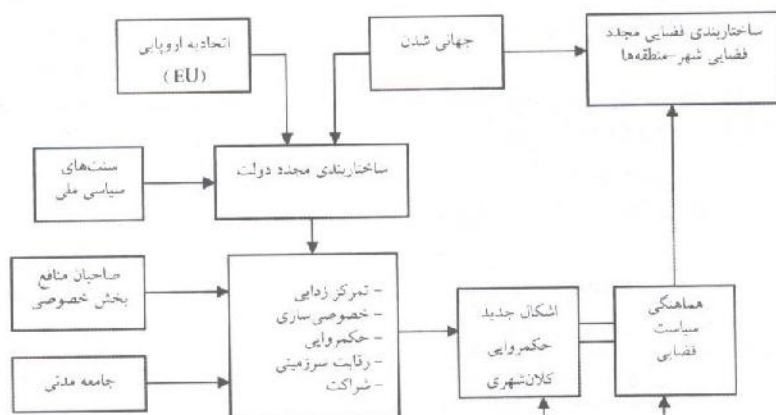 ساختاربندی فضایی مجدد
فضایی شهر-منطقه‌ها
جهانی شدن
اتحادیه اروپایی
(EU)
ساختاربندی مجدد دولت
سنت‌های
سیاسی ملی
صاحبان منافع
بخش خصوصی
جامعه مدنی
- تمرکز زدایی
- خصوصی‌سازی
- حکمروایی
- رقابت سرزمینی
- شراکت
اشکال جدید
حکمروایی
کلان‌شهری
هماهنگی
سیاست
فضایی